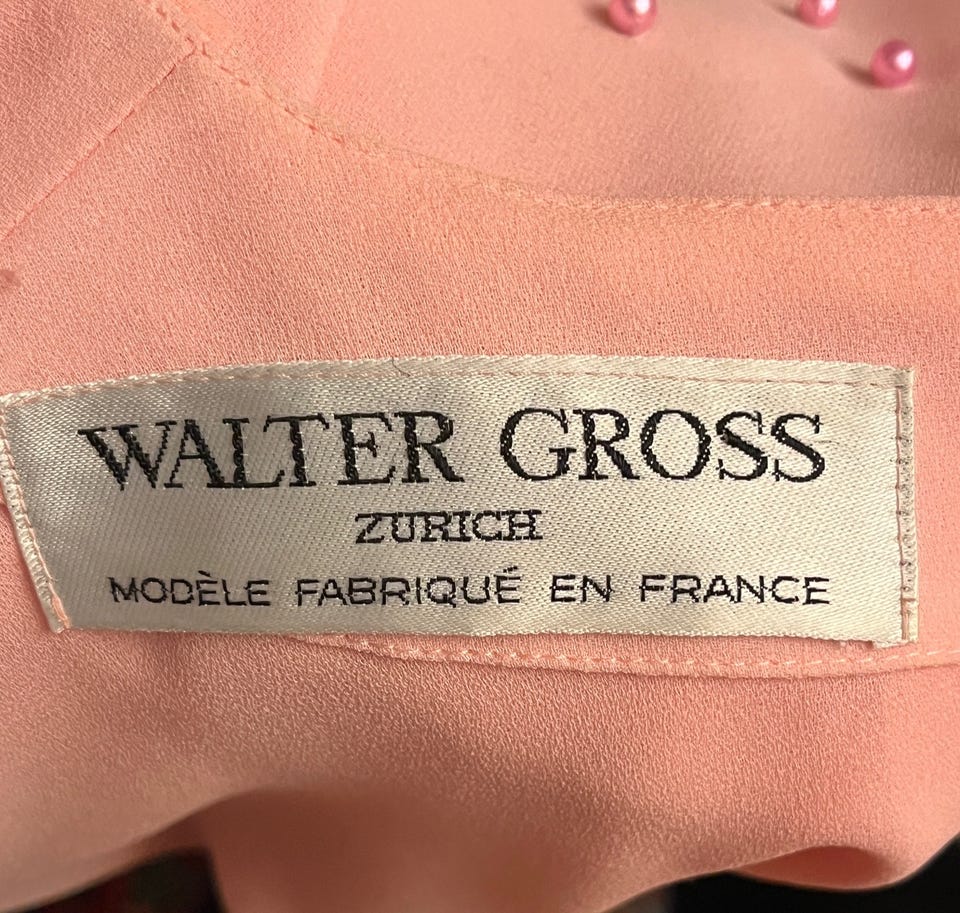 WALTER GROSS
ZURICH
MODÈLE FABRIQUÉ EN FRANCE